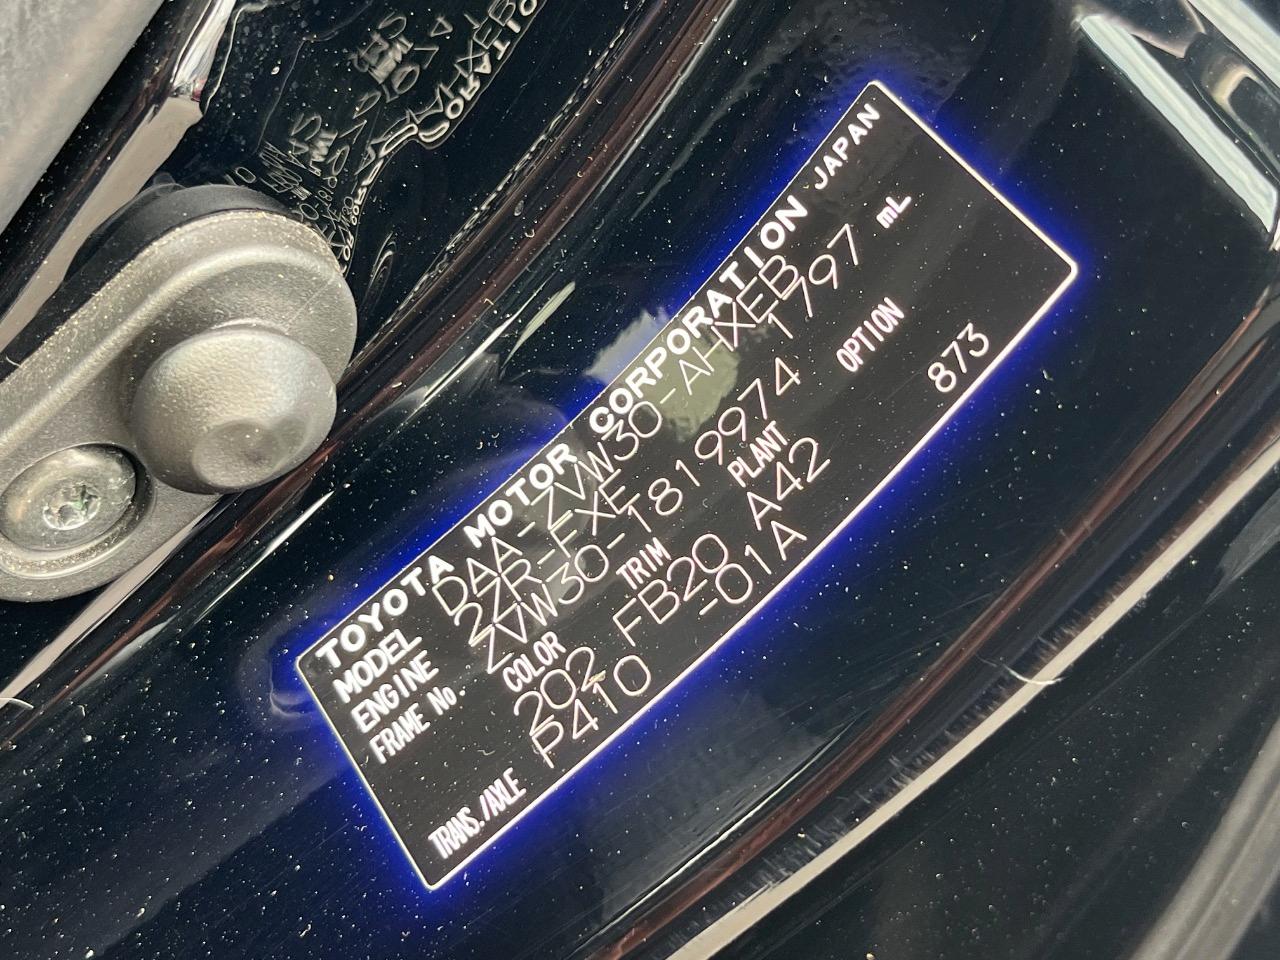 TOYOTA MOTOR CORPORATION JAPAN
MODEL DAA-ZVW30-AHXEB
ENGINE 2ZR-FXE 1797 mL
FRAME No. ZVW30-1819974
COLOR TRIM PLANT OPTION
202 FB20 A42 873
TRANS./AXLE P410 -01A